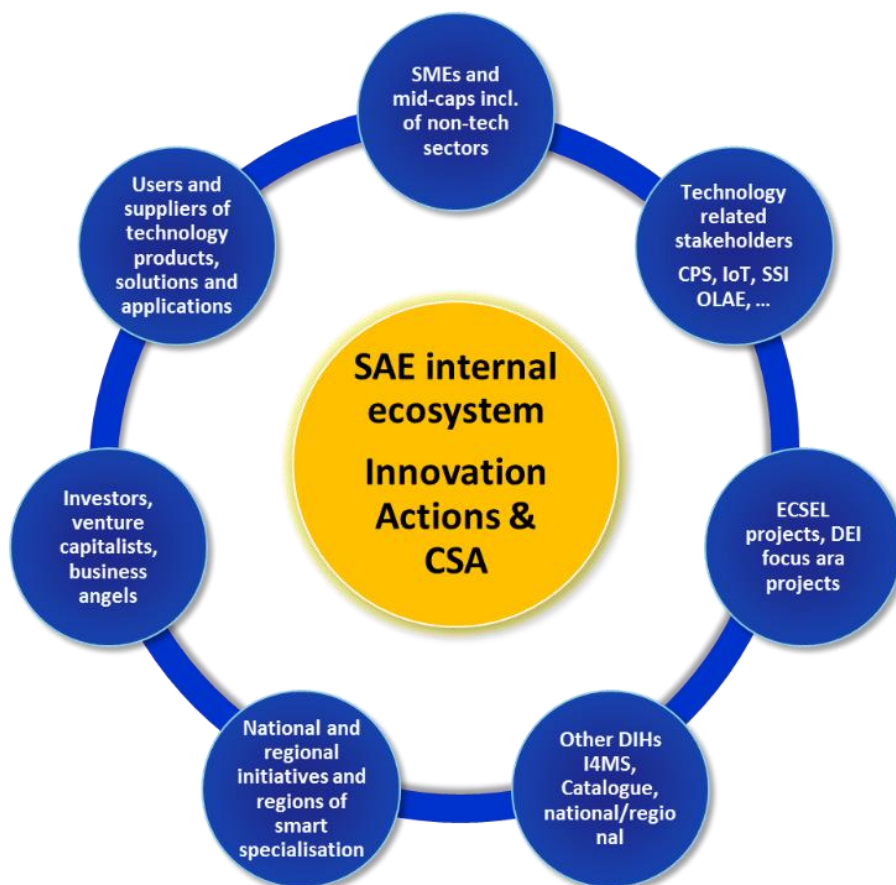 SMEs and
mid-caps incl.
of non-tech
sectors
Technology
related
stakeholders
CPS, IoT, SSI
OLAE, ...
ECSEL
projects, DEI
focus ara
projects
Other DIHs
I4MS,
Catalogue,
national/regio
nal
National and
regional
initiatives and
regions of
smart
specialisation
Investors,
venture
capitalists,
business
angels
Users and
suppliers of
technology
products,
solutions and
applications
SAE internal
ecosystem
Innovation
Actions &
CSA